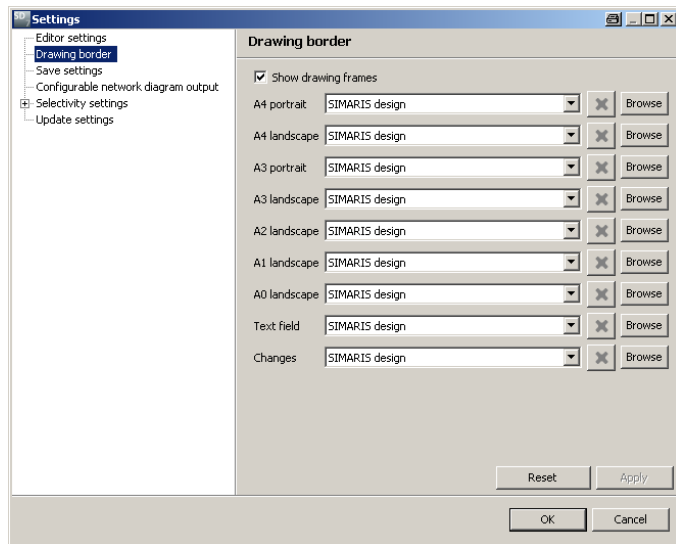 SD Settings
Editor settings
Drawing border
Save settings
Configurable network diagram output
Selectivity settings
Update settings
Drawing border
Show drawing frames
A4 portrait SIMARIS design Browse
A4 landscape SIMARIS design Browse
A3 portrait SIMARIS design Browse
A3 landscape SIMARIS design Browse
A2 landscape SIMARIS design Browse
A1 landscape SIMARIS design Browse
A0 landscape SIMARIS design Browse
Text field SIMARIS design Browse
Changes SIMARIS design Browse
Reset Apply
OK Cancel